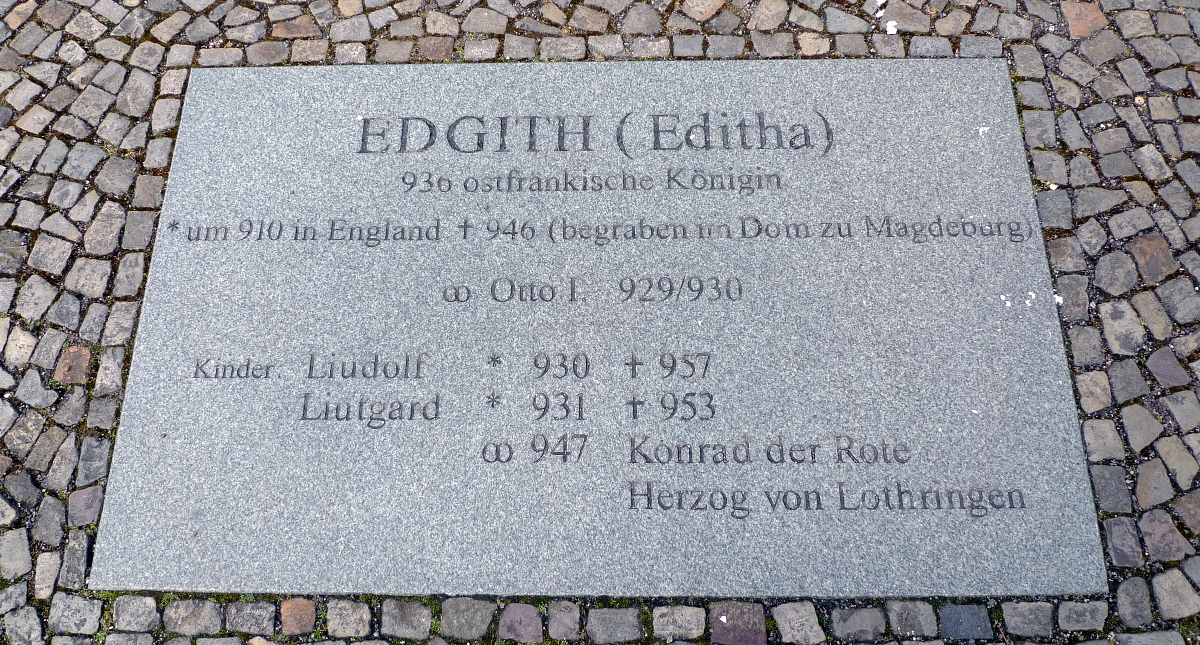 EDGITH (Editha)
936 ostfränkische Königin
* um 910 in England † 946 (begraben im Dom zu Magdeburg)
⚭ Otto I. 929/930
Kinder: Liudolf * 930 † 957
Liutgard * 931 † 953
⚭ 947 Konrad der Rote
Herzog von Lothringen